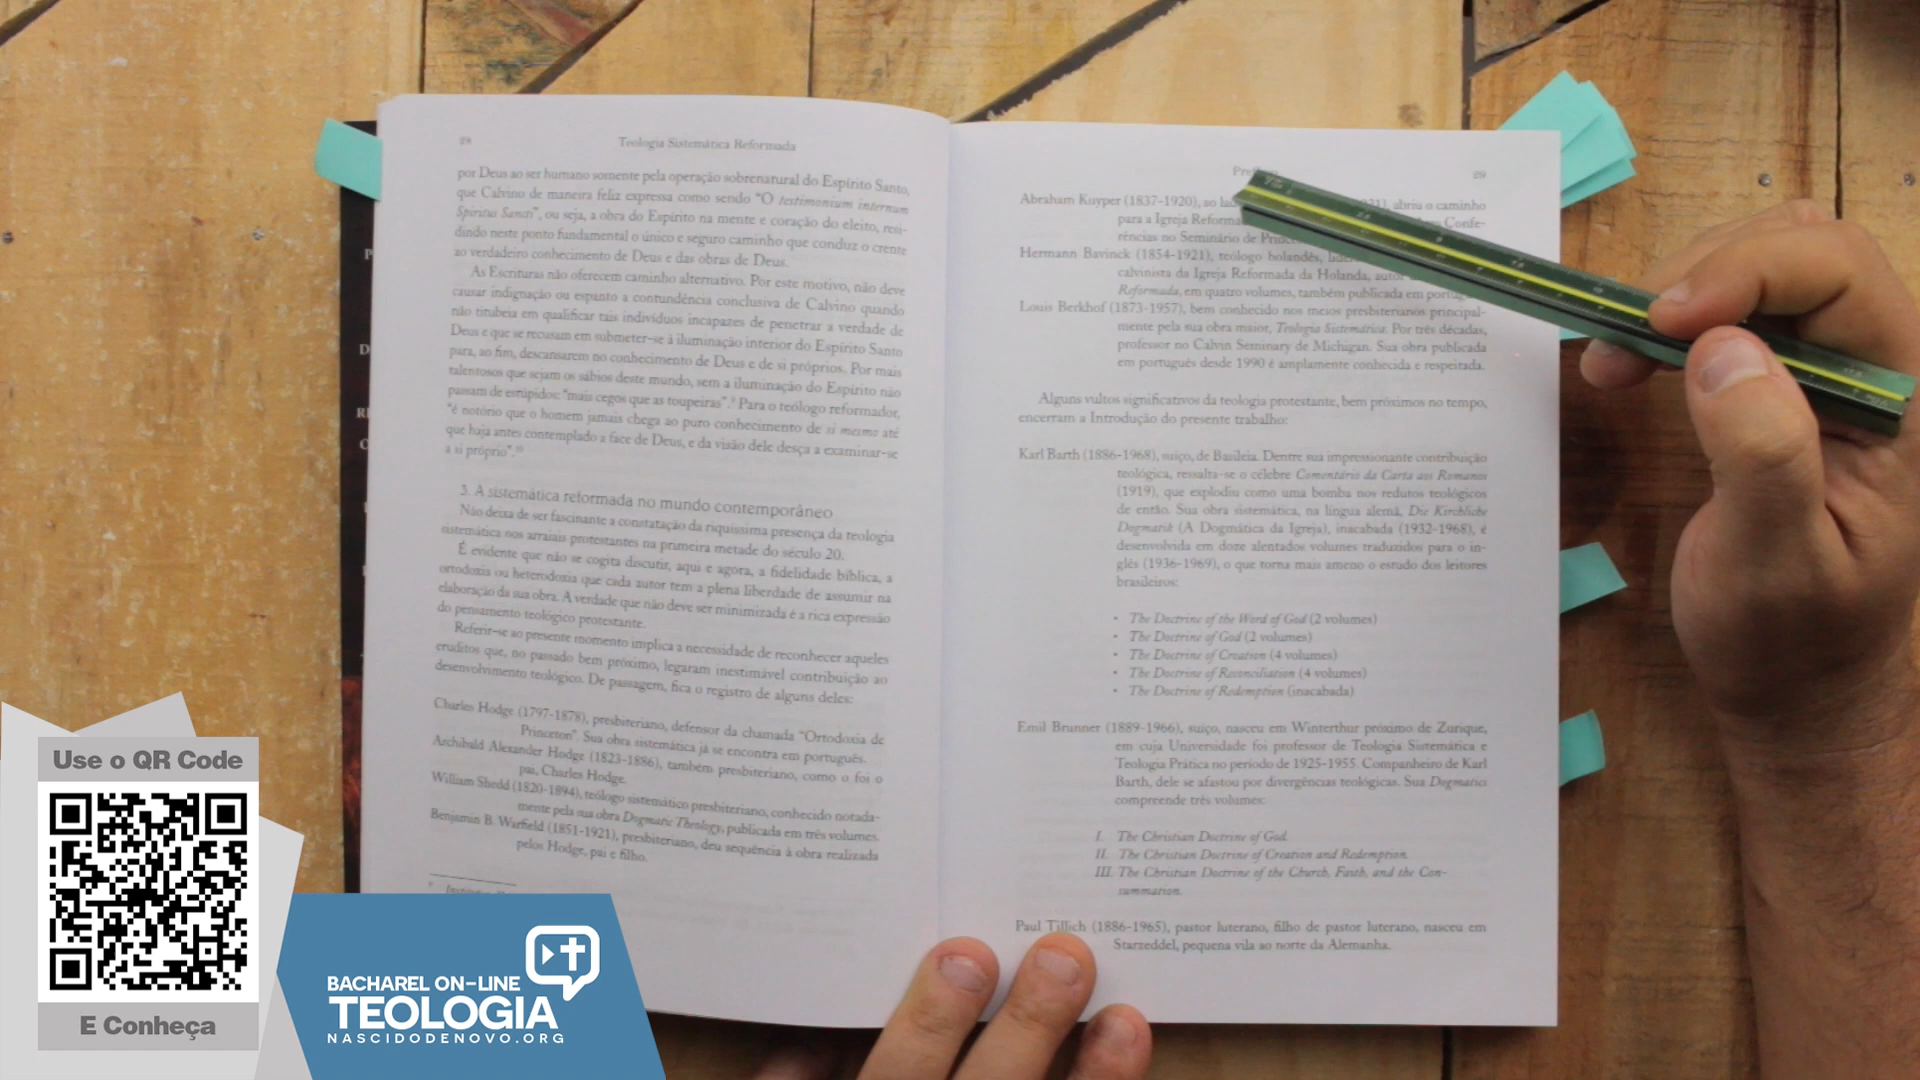 28
Teologia Sistemática Reformada
por Deus ao ser humano somente pela operação sobrenatural do Espírito Santo,
que Calvino de maneira feliz expressa como sendo “O testimonium internum
Spiritus Sancti”, ou seja, a obra do Espírito na mente e coração do eleito, resi-
dindo neste ponto fundamental o único e seguro caminho que conduz o crente
ao verdadeiro conhecimento de Deus e das obras de Deus.
As Escrituras não oferecem caminho alternativo. Por este motivo, não deve
causar indignação ou espanto a contundência conclusiva de Calvino quando
não titubeia em qualificar tais indivíduos incapazes de penetrar a verdade de
Deus e que se recusam em submeter-se à iluminação interior do Espírito Santo
para, ao fim, descansarem no conhecimento de Deus e de si próprios. Por mais
talentosos que sejam os sábios deste mundo, sem a iluminação do Espírito não
passam de estúpidos: “mais cegos que as toupeiras”.⁹ Para o teólogo reformador,
“é notório que o homem jamais chega ao puro conhecimento de si mesmo até
que haja antes contemplado a face de Deus, e da visão dele desça a examinar-se
a si próprio”.¹⁰
3. A sistemática reformada no mundo contemporâneo
Não deixa de ser fascinante a constatação da riquíssima presença da teologia
sistemática nos arraiais protestantes na primeira metade do século 20.
É evidente que não se cogita discutir, aqui e agora, a fidelidade bíblica, a
ortodoxia ou heterodoxia que cada autor tem a plena liberdade de assumir na
elaboração da sua obra. A verdade que não deve ser minimizada é a rica expressão
do pensamento teológico protestante.
Referir-se ao presente momento implica a necessidade de reconhecer aqueles
eruditos que, no passado bem próximo, legaram inestimável contribuição ao
desenvolvimento teológico. De passagem, fica o registro de alguns deles:
Charles Hodge (1797-1878), presbiteriano, defensor da chamada “Ortodoxia de
Princeton”. Sua obra sistemática já se encontra em português.
Archibald Alexander Hodge (1823-1886), também presbiteriano, como o foi o
pai, Charles Hodge.
William Shedd (1820-1894), teólogo sistemático presbiteriano, conhecido notada-
mente pela sua obra Dogmatic Theology, publicada em três volumes.
Benjamin B. Warfield (1851-1921), presbiteriano, deu sequência à obra realizada
pelos Hodge, pai e filho.
29
Abraham Kuyper (1837-1920), ao abriu o caminho
para a Igreja Confe-
rências no Seminário de
Hermann Bavinck (1854-1921), teólogo holandês,
calvinista da Igreja Reformada da Holanda,
Reformada, em quatro volumes, também publicada em
Louis Berkhof (1873-1957), bem conhecido nos meios presbiterianos principal-
mente pela sua obra maior, Teologia Sistemática. Por três décadas,
professor no Calvin Seminary de Michigan. Sua obra publicada
em português desde 1990 é amplamente conhecida e respeitada.
Alguns vultos significativos da teologia protestante, bem próximos no tempo,
encerram a Introdução do presente trabalho:
Karl Barth (1886-1968), suíço, de Basileia. Dentre sua impressionante contribuição
teológica, ressalta-se o célebre Comentário da Carta aos Romanos
(1919), que explodiu como uma bomba nos redutos teológicos
de então. Sua obra sistemática, na língua alemã, Die Kirchliche
Dogmatik (A Dogmática da Igreja), inacabada (1932-1968), é
desenvolvida em doze alentados volumes traduzidos para o in-
glês (1936-1969), o que torna mais ameno o estudo dos leitores
brasileiros:
• The Doctrine of the Word of God (2 volumes)
• The Doctrine of God (2 volumes)
• The Doctrine of Creation (4 volumes)
• The Doctrine of Reconciliation (4 volumes)
• The Doctrine of Redemption (inacabada)
Emil Brunner (1889-1966), suíço, nasceu em Winterthur próximo de Zurique,
em cuja Universidade foi professor de Teologia Sistemática e
Teologia Prática no período de 1925-1955. Companheiro de Karl
Barth, dele se afastou por divergências teológicas. Sua Dogmatics
compreende três volumes:
I. The Christian Doctrine of God.
II. The Christian Doctrine of Creation and Redemption.
III. The Christian Doctrine of the Church, Faith, and the Con-
summation.
Paul Tillich (1886-1965), pastor luterano, filho de pastor luterano, nasceu em
Starzeddel, pequena vila ao norte da Alemanha.
Use o QR Code
E Conheça
BACHAREL ON-LINE
TEOLOGIA
NASCIDODENOVO.ORG